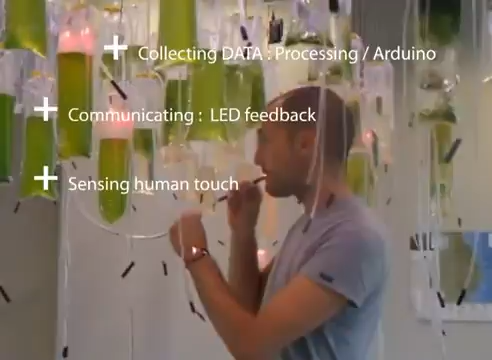 + Collecting DATA : Processing / Arduino
+ Communicating : LED feedback
+ Sensing human touch